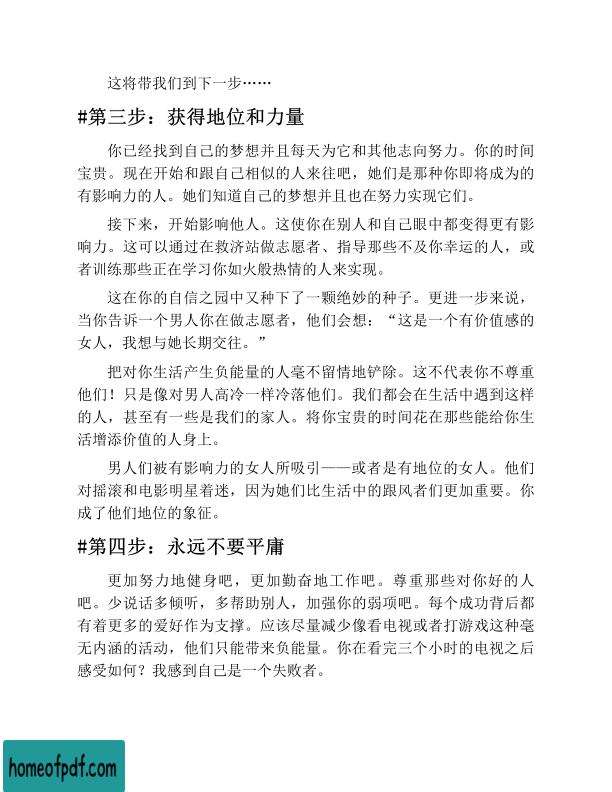 这将带我们到下一步……
#第三步：获得地位和力量
你已经找到自己的梦想并且每天为它和其他志向努力。你的时间
宝贵。现在开始和跟自己相似的人来往吧，她们是那种你即将成为的
有影响力的人。她们知道自己的梦想并且也在努力实现它们。
接下来，开始影响他人。这使你在别人和自己眼中都变得更有影
响力。这可以通过在救济站做志愿者、指导那些不及你幸运的人，或
者训练那些正在学习你如火般热情的人来实现。
这在你的自信之园中又种下了一颗绝妙的种子。更进一步来说，
当你告诉一个男人你在做志愿者，他们会想：“这是一个有价值感的
女人，我想与她长期交往。”
把对你生活产生负能量的人毫不留情地铲除。这不代表你不尊重
他们！只是像对男人高冷一样冷落他们。我们都会在生活中遇到这样
的人，甚至有一些是我们的家人。将你宝贵的时间花在那些能给你生
活增添价值的人身上。
男人们被有影响力的女人所吸引——或者是有地位的女人。他们
对摇滚和电影明星着迷，因为她们比生活中的跟风者们更加重要。你
成了他们地位的象征。
#第四步：永远不要平庸
更加努力地健身吧，更加勤奋地工作吧。尊重那些对你好的人
吧。少说话多倾听，多帮助别人，加强你的弱项吧。每个成功背后都
有着更多的爱好作为支撑。应该尽量减少像看电视或者打游戏这种毫
无内涵的活动，他们只能带来负能量。你在看完三个小时的电视之后
感受如何？我感到自己是一个失败者。
homeofpdf.com